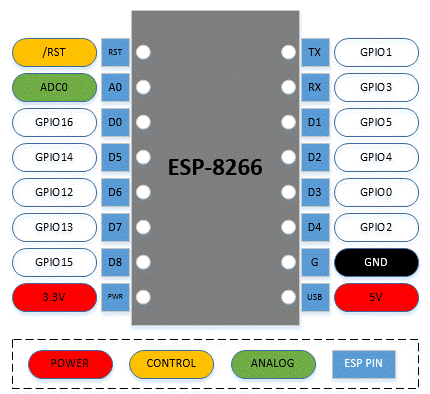 /RST RST TX GPIO1
ADC0 A0 RX GPIO3
GPIO16 D0 D1 GPIO5
GPIO14 D5 D2 GPIO4
ESP-8266
GPIO12 D6 D3 GPIO0
GPIO13 D7 D4 GPIO2
GPIO15 D8 G GND
3.3V PWR USB 5V
POWER CONTROL ANALOG ESP PIN